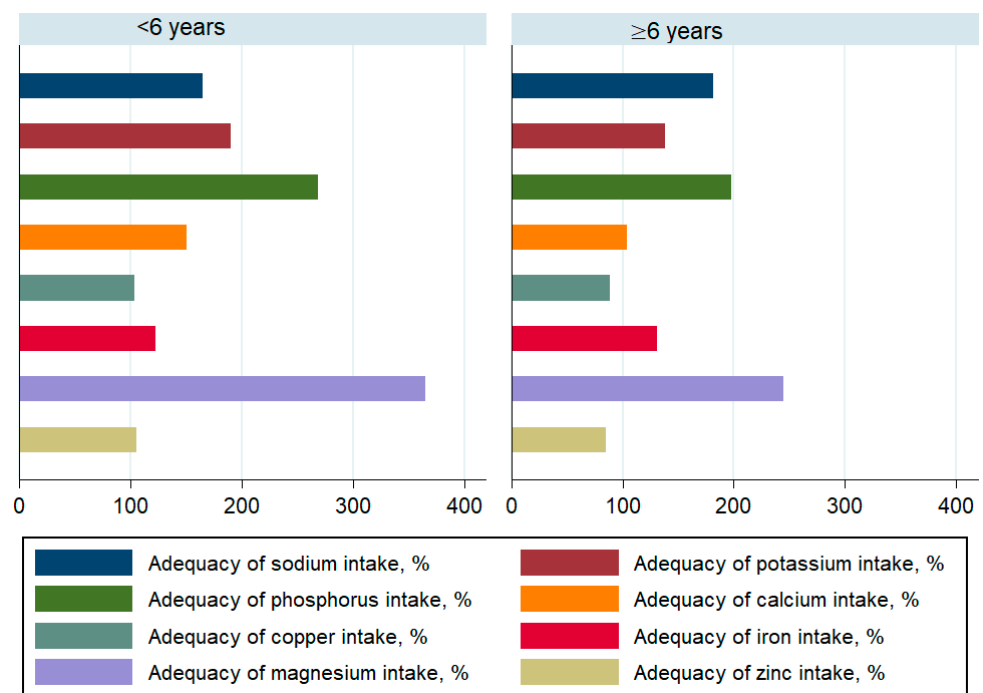 <6 years
≥6 years
0 100 200 300 400
0 100 200 300 400
Adequacy of sodium intake, %
Adequacy of potassium intake, %
Adequacy of phosphorus intake, %
Adequacy of calcium intake, %
Adequacy of copper intake, %
Adequacy of iron intake, %
Adequacy of magnesium intake, %
Adequacy of zinc intake, %